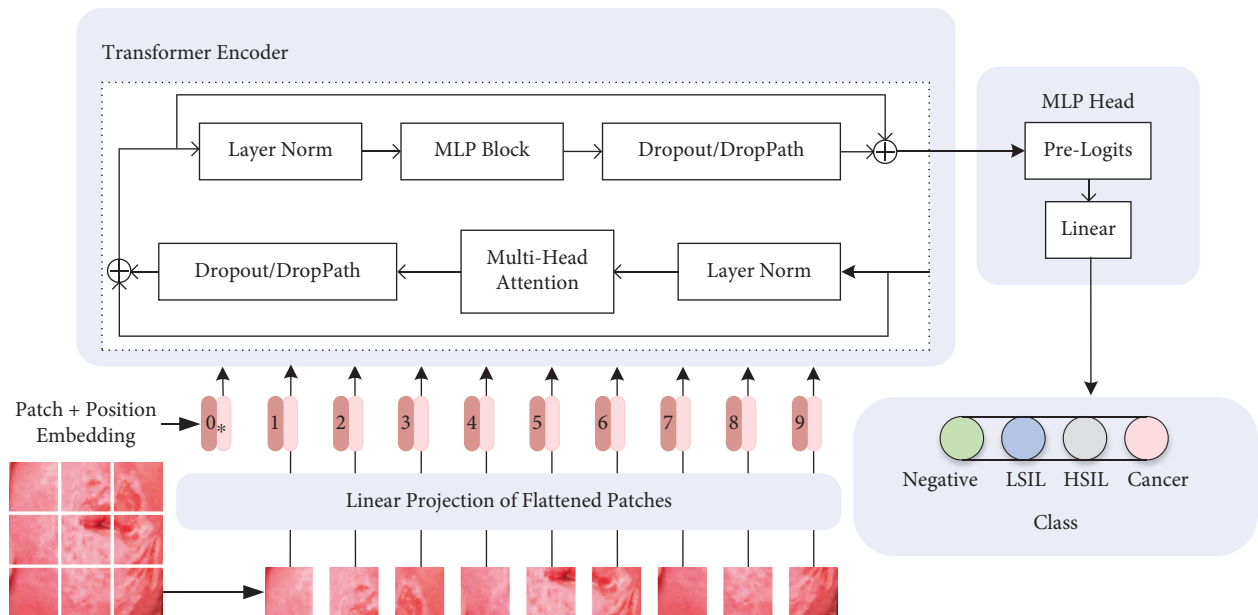 Transformer Encoder
Layer Norm
MLP Block
Dropout/DropPath
Dropout/DropPath
Multi-Head
Attention
Layer Norm
MLP Head
Pre-Logits
Linear
Patch + Position
Embedding
0* 1 2 3 4 5 6 7 8 9
Linear Projection of Flattened Patches
Negative LSIL HSIL Cancer
Class